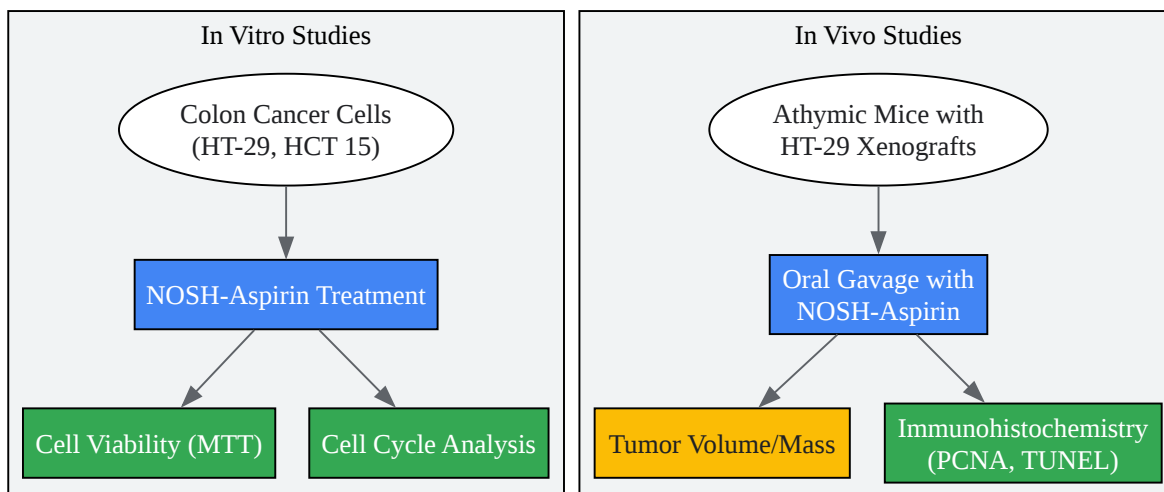 In Vitro Studies
Colon Cancer Cells
(HT-29, HCT 15)
NOSH-Aspirin Treatment
Cell Viability (MTT)
Cell Cycle Analysis
In Vivo Studies
Athymic Mice with
HT-29 Xenografts
Oral Gavage with
NOSH-Aspirin
Tumor Volume/Mass
Immunohistochemistry
(PCNA, TUNEL)